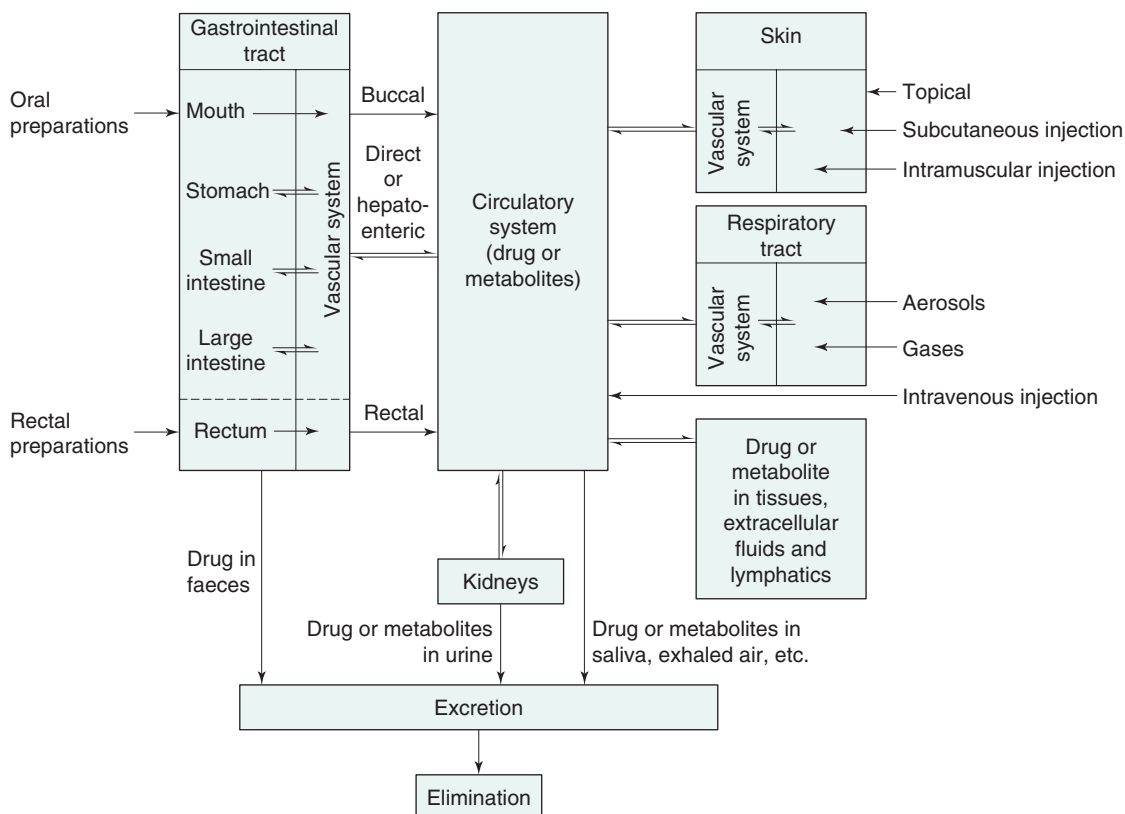 Gastrointestinal
tract
Oral
preparations
Mouth
Stomach
Small
intestine
Large
intestine
Vascular system
Rectal
preparations
Rectum
Buccal
Direct
or
hepato-
enteric
Rectal
Circulatory
system
(drug or
metabolites)
Skin
Vascular
system
Topical
Subcutaneous injection
Intramuscular injection
Respiratory
tract
Vascular
system
Aerosols
Gases
Intravenous injection
Drug or
metabolite
in tissues,
extracellular
fluids and
lymphatics
Drug in
faeces
Kidneys
Drug or metabolites
in urine
Drug or metabolites in
saliva, exhaled air, etc.
Excretion
Elimination